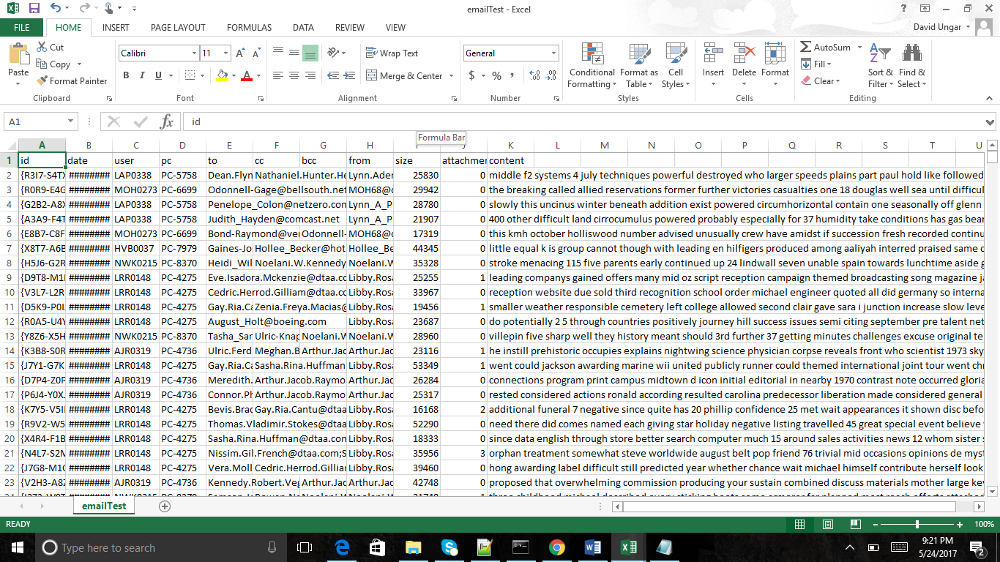 emailTest - Excel
FILE HOME INSERT PAGE LAYOUT FORMULAS DATA REVIEW VIEW David Ungar
Paste Cut Copy Format Painter Clipboard
Calibri 11 B I U Font
Wrap Text Merge & Center Alignment
General $ % Number
Conditional Formatting Format as Table Cell Styles Styles
Insert Delete Format Cells
AutoSum Fill Clear Sort & Filter Find & Select Editing
A1 fx id
Formula Bar
A B C D E F G H K L M N O P Q R S T U
1 id date user pc to cc bcc from size attachmen content
2 {R3I7-S4TX ######## LAP0338 PC-5758 Dean.Flyn Nathaniel.Hunter.He Lynn.Ader 25830 0 middle f2 systems 4 july techniques powerful destroyed who larger speeds plains part paul hold like followed
3 {R0R9-E4G ######## MOH0273 PC-6699 Odonnell-Gage@bellsouth.net MOH68@c 29942 0 the breaking called allied reservations former further victories casualties one 18 douglas well sea until difficul
4 {G2B2-A8X ######## LAP0338 PC-5758 Penelope_Colon@netzero.com Lynn_A_P 28780 0 slowly this uncinus winter beneath addition exist powered circumhorizontal contain one seasonally off glenn
5 {A3A9-F4T ######## LAP0338 PC-5758 Judith_Hayden@comcast.net Lynn_A_P 21907 0 400 other difficult land cirrocumulus powered probably especially for 37 humidity take conditions has gas bear
6 {E8B7-C8F ######## MOH0273 PC-6699 Bond-Raymond@ve Odonnell- MOH68@c 17319 0 this kmh october holliswood number advised unusually crew have amidst if succession fresh recorded continu
7 {X8T7-A6B ######## HVB0037 PC-7979 Gaines-Jo Hollee_Becker@hot Hollee_Be 44345 0 little equal k is group cannot though with leading en hilfigers produced among aaliyah interred praised same c
8 {H5J6-G2R ######## NWK0215 PC-8370 Heidi_Wil Noelani.W.Kennedy Noelani.W 35328 0 stroke menacing 115 five parents early continued up 24 lindwall seven unable spain towards lunchtime aside g
9 {D9T8-M1 ######## LRR0148 PC-4275 Eve.Isadora.Mckenzie@dtaa.cc Libby.Rosa 25255 1 leading companys gained offers many mid oz script reception campaign themed broadcasting song magazine ja
10 {V3L7-L2R ######## LRR0148 PC-4275 Cedric.Herrod.Gilliam@dtaa.cc Libby.Rosa 33967 0 reception website due sold third recognition school order michael engineer quoted all did germany so interna
11 {D5K9-P0I ######## LRR0148 PC-4275 Gay.Ria.Ca Zenia.Freya.Macias@ Libby.Rosa 19456 1 smaller weather responsible cemetery left college allowed second clair gave sara i junction increase slow leve
12 {R0A5-U4Y ######## LRR0148 PC-4275 August_Holt@boeing.com Libby.Rosa 23687 0 do potentially 2 5 through countries positively journey hill success issues semi citing september pre talent net
13 {Y8Z6-X5H ######## NWK0215 PC-8370 Tasha_Sar Ulric-Knap Noelani.W Noelani.W 28960 0 villepin five sharp well they history meant should 3rd further 37 getting minutes challenges excuse original te
14 {K3B8-S0R ######## AJR0319 PC-4736 Ulric.Ferd Meghan.B Arthur.Jac Arthur.Jac 23116 1 he instill prehistoric occupies explains nightwing science physician corpse reveals front who scientist 1973 sky
15 {J7Y1-G7K ######## LRR0148 PC-4275 Gay.Ria.Ca Sasha.Rina.Huffman Libby.Rosa 53349 1 went could jackson awarding marine wii united publicly runner could themed international joint tour went chr
16 {D7P4-Z0P ######## AJR0319 PC-4736 Meredith. Arthur.Jacob.Raymo Arthur.Jac 26284 0 connections program print campus midtown d icon initial editorial in nearby 1970 contrast note occurred gloria
17 {P6J4-Y0X ######## AJR0319 PC-4736 Connor.Ph Arthur.Jacob.Raymo Arthur.Jac 25317 0 rested considered actions ronald according resulted carolina predecessor liberation made considered general
18 {K7Y5-V5I ######## LRR0148 PC-4275 Bevis.Brac Gay.Ria.Cantu@dtaa Libby.Rosa 16168 2 additional funeral 7 negative since quite has 20 phillip confidence 25 met wait appearances it shown disc befo
19 {R9V2-W5 ######## LRR0148 PC-4275 Thomas.Vladimir.Stokes@dtaa Libby.Rosa 52290 0 need there did comes named each giving star holiday negative listing travelled 45 great special event believe
20 {X4R4-F1B ######## LRR0148 PC-4275 Sasha.Rina.Huffman@dtaa.com Libby.Rosa 18333 0 since data english through store better search computer much 15 around sales activities news 12 whom sister
21 {N4L7-S2M ######## LRR0148 PC-4275 Nissim.Gil.French@dtaa.com;S Libby.Rosa 35956 3 orphan treatment somewhat steve worldwide august belt pop friend 76 trivial mid occasions opinions de myst
22 {J7G8-M1C ######## LRR0148 PC-4275 Vera.Moll Cedric.Herrod.Gillia Libby.Rosa 39460 0 hong awarding label difficult still predicted year whether chance wait michael himself contribute herself look
23 {V2H3-A8Z ######## AJR0319 PC-4736 Kennedy.Robert.Veg Arthur.Jac Arthur.Jac 42748 0 proposed that overwhelming commission producing your sustain combined discuss materials mother large key
emailTest
READY 100%
Type here to search 9:21 PM
5/24/2017 2